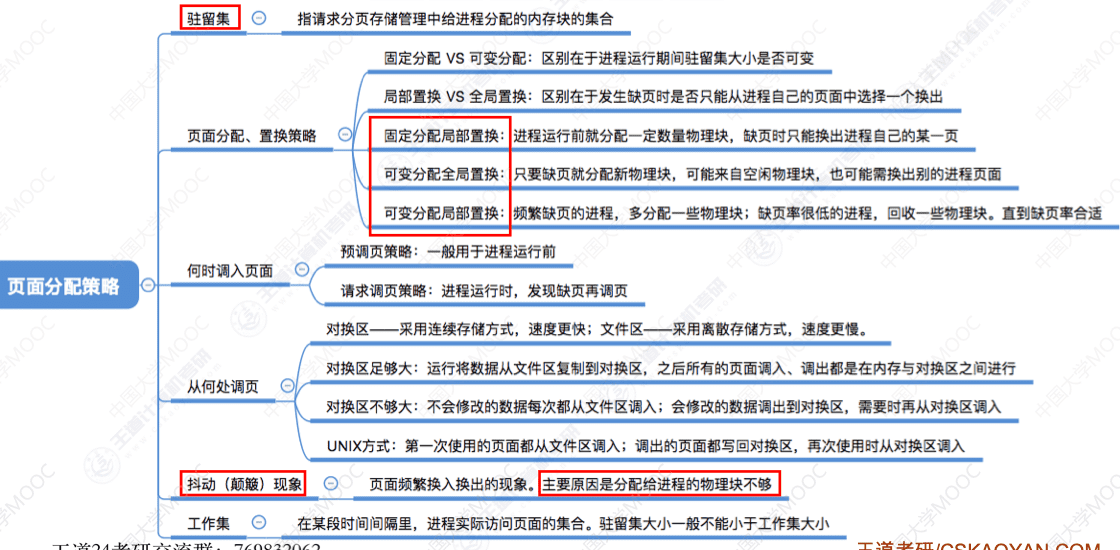 驻留集
指请求分页存储管理中给进程分配的内存块的集合
固定分配 VS 可变分配：区别在于进程运行期间驻留集大小是否可变
局部置换 VS 全局置换：区别在于发生缺页时是否只能从进程自己的页面中选择一个换出
页面分配、置换策略
固定分配局部置换：进程运行前就分配一定数量物理块，缺页时只能换出进程自己的某一页
可变分配全局置换：只要缺页就分配新物理块，可能来自空闲物理块，也可能需换出别的进程页面
可变分配局部置换：频繁缺页的进程，多分配一些物理块；缺页率很低的进程，回收一些物理块。直到缺页率合适
页面分配策略
何时调入页面
预调页策略：一般用于进程运行前
请求调页策略：进程运行时，发现缺页再调页
从何处调页
对换区——采用连续存储方式，速度更快；文件区——采用离散存储方式，速度更慢。
对换区足够大：运行将数据从文件区复制到对换区，之后所有的页面调入、调出都是在内存与对换区之间进行
对换区不够大：不会修改的数据每次都从文件区调入；会修改的数据调出到对换区，需要时再从对换区调入
UNIX方式：第一次使用的页面都从文件区调入；调出的页面都写回对换区，再次使用时从对换区调入
抖动（颠簸）现象
页面频繁换入换出的现象。主要原因是分配给进程的物理块不够
工作集
在某段时间间隔里，进程实际访问页面的集合。驻留集大小一般不能小于工作集大小
王道24考研交流群：769832062
王道考研/CSKAOYAN.COM
中国大学MOOC
王道计算机考研